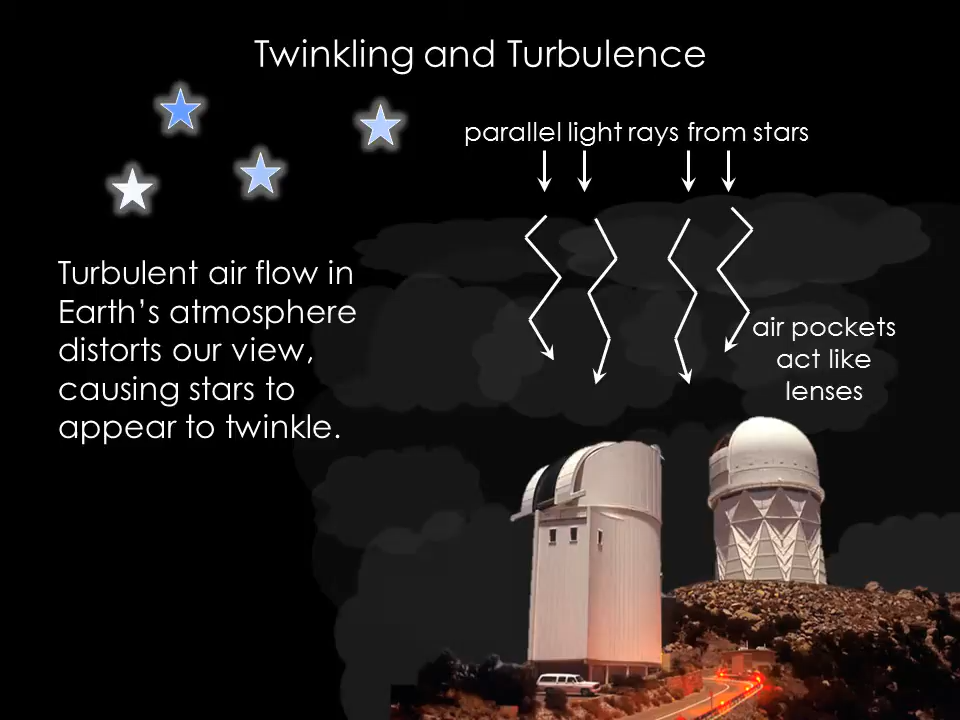 Twinkling and Turbulence
parallel light rays from stars
Turbulent air flow in
Earth’s atmosphere
distorts our view,
causing stars to
appear to twinkle.
air pockets
act like
lenses